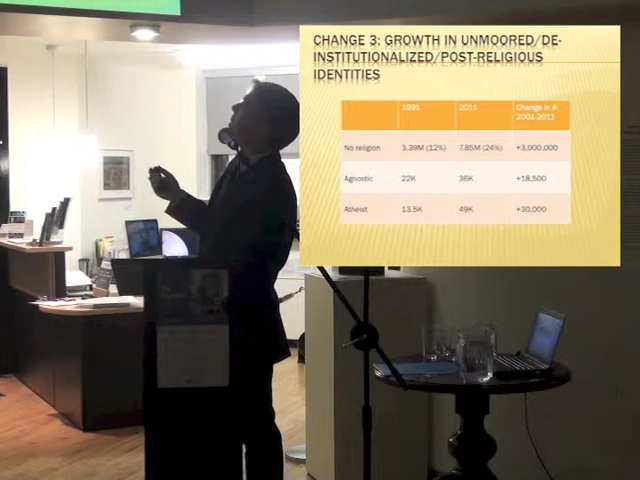 CHANGE 3: GROWTH IN UNMOORED/DE-
INSTITUTIONALIZED/POST-RELIGIOUS
IDENTITIES
1991 2011 Change in #
2001-2011
No religion 3.39M (12%) 7.85M (24%) +3,000,000
Agnostic 22K 36K +18,500
Atheist 13.5K 49K +30,000